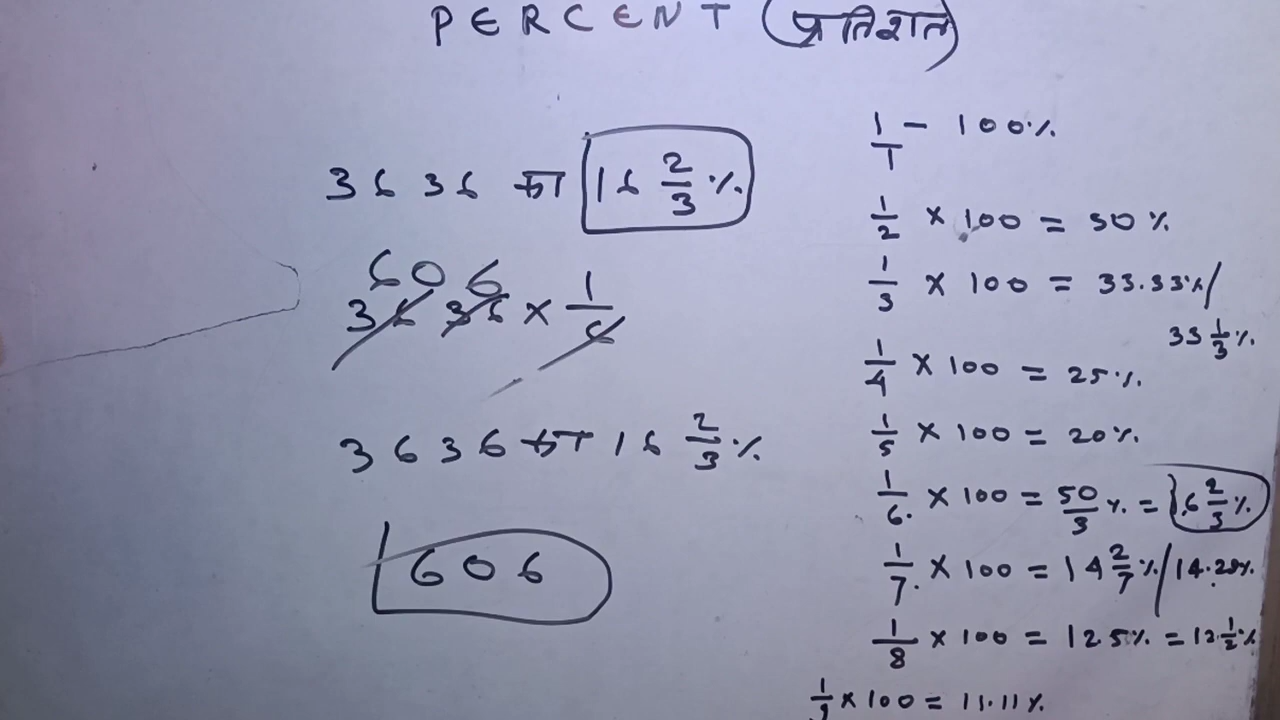 PERCENT (प्रतिशत)
3636 का 16 2/3 %
606
3636 × 1/6
3636 का 16 2/3 %
606
1/1 - 100%
1/2 × 100 = 50%
1/3 × 100 = 33.33% /
33 1/3 %
1/4 × 100 = 25%
1/5 × 100 = 20%
1/6. × 100 = 50/3 % = 16 2/3 %
1/7. × 100 = 14 2/7 % / 14.28%
1/8 × 100 = 12.5% = 12 1/2 %
1/9 × 100 = 11.11%